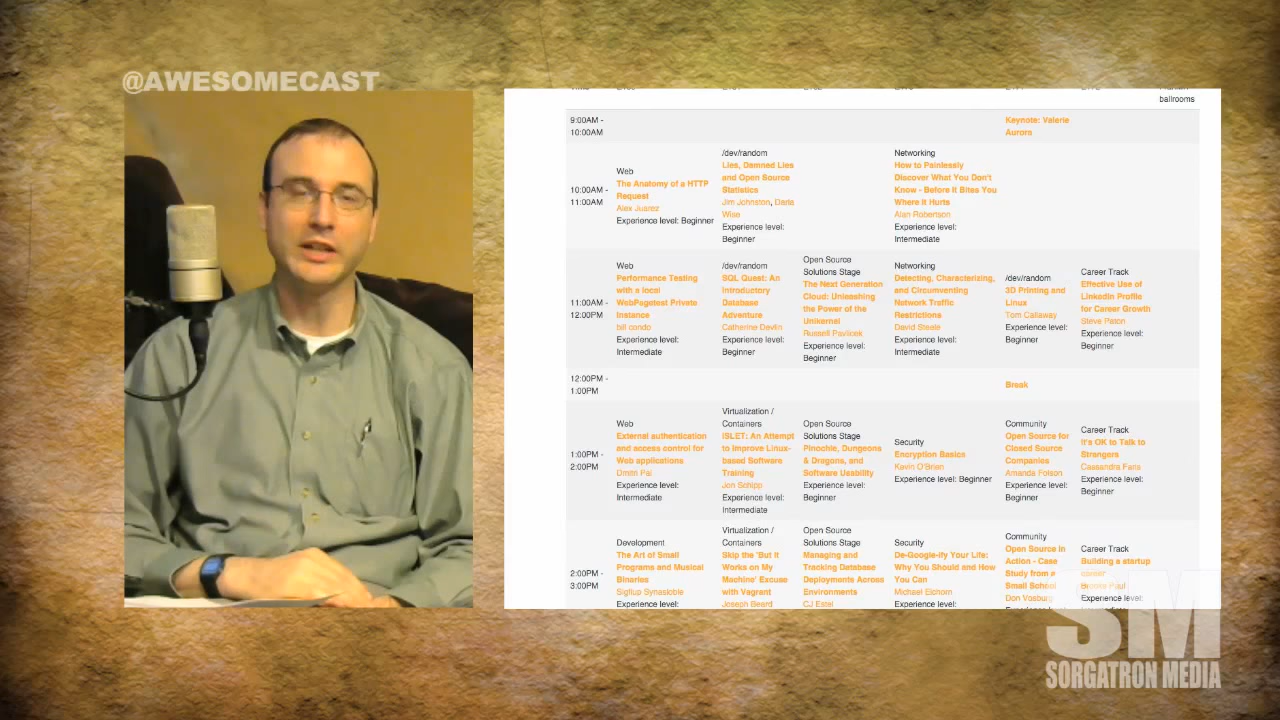 @AWESOMECAST
ballrooms
9:00AM -
10:00AM
Keynote: Valerie
Aurora
10:00AM -
11:00AM
Web
The Anatomy of a HTTP
Request
Alex Juarez
Experience level: Beginner
/dev/random
Lies, Damned Lies
and Open Source
Statistics
Jim Johnston, Darla
Wise
Experience level:
Beginner
Networking
How to Painlessly
Discover What You Don't
Know - Before It Bites You
Where It Hurts
Alan Robertson
Experience level:
Intermediate
11:00AM -
12:00PM
Web
Performance Testing
with a local
WebPagetest Private
Instance
bill condo
Experience level:
Intermediate
/dev/random
SQL Quest: An
Introductory
Database
Adventure
Catherine Devlin
Experience level:
Beginner
Open Source
Solutions Stage
The Next Generation
Cloud: Unleashing
the Power of the
Unikernel
Russell Pavlicek
Experience level:
Beginner
Networking
Detecting, Characterizing,
and Circumventing
Network Traffic
Restrictions
David Steele
Experience level:
Intermediate
/dev/random
3D Printing and
Linux
Tom Callaway
Experience level:
Beginner
Career Track
Effective Use of
LinkedIn Profile
for Career Growth
Steve Paton
Experience level:
Beginner
12:00PM -
1:00PM
Break
1:00PM -
2:00PM
Web
External authentication
and access control for
Web applications
Dmitri Pal
Experience level:
Intermediate
Virtualization /
Containers
ISLET: An Attempt
to Improve Linux-
based Software
Training
Jon Schipp
Experience level:
Intermediate
Open Source
Solutions Stage
Pinochle, Dungeons
& Dragons, and
Software Usability
Experience level:
Beginner
Security
Encryption Basics
Kevin O'Brien
Experience level: Beginner
Community
Open Source for
Closed Source
Companies
Amanda Folson
Experience level:
Beginner
Career Track
It's OK to Talk to
Strangers
Cassandra Faris
Experience level:
Beginner
2:00PM -
3:00PM
Development
The Art of Small
Programs and Musical
Binaries
Sigitup Synasloble
Experience level:
Virtualization /
Containers
Skip the 'But It
Works on My
Machine' Excuse
with Vagrant
Joseph Beard
Open Source
Solutions Stage
Managing and
Tracking Database
Deployments Across
Environments
CJ Estel
Security
De-Google-ify Your Life:
Why You Should and How
You Can
Michael Eichorn
Experience level:
Community
Open Source in
Action - Case
Study from a
Small School
Don Vosburg
Career Track
Building a startup
career
Brooke Paul
Experience level:
SM
SORGATRON MEDIA